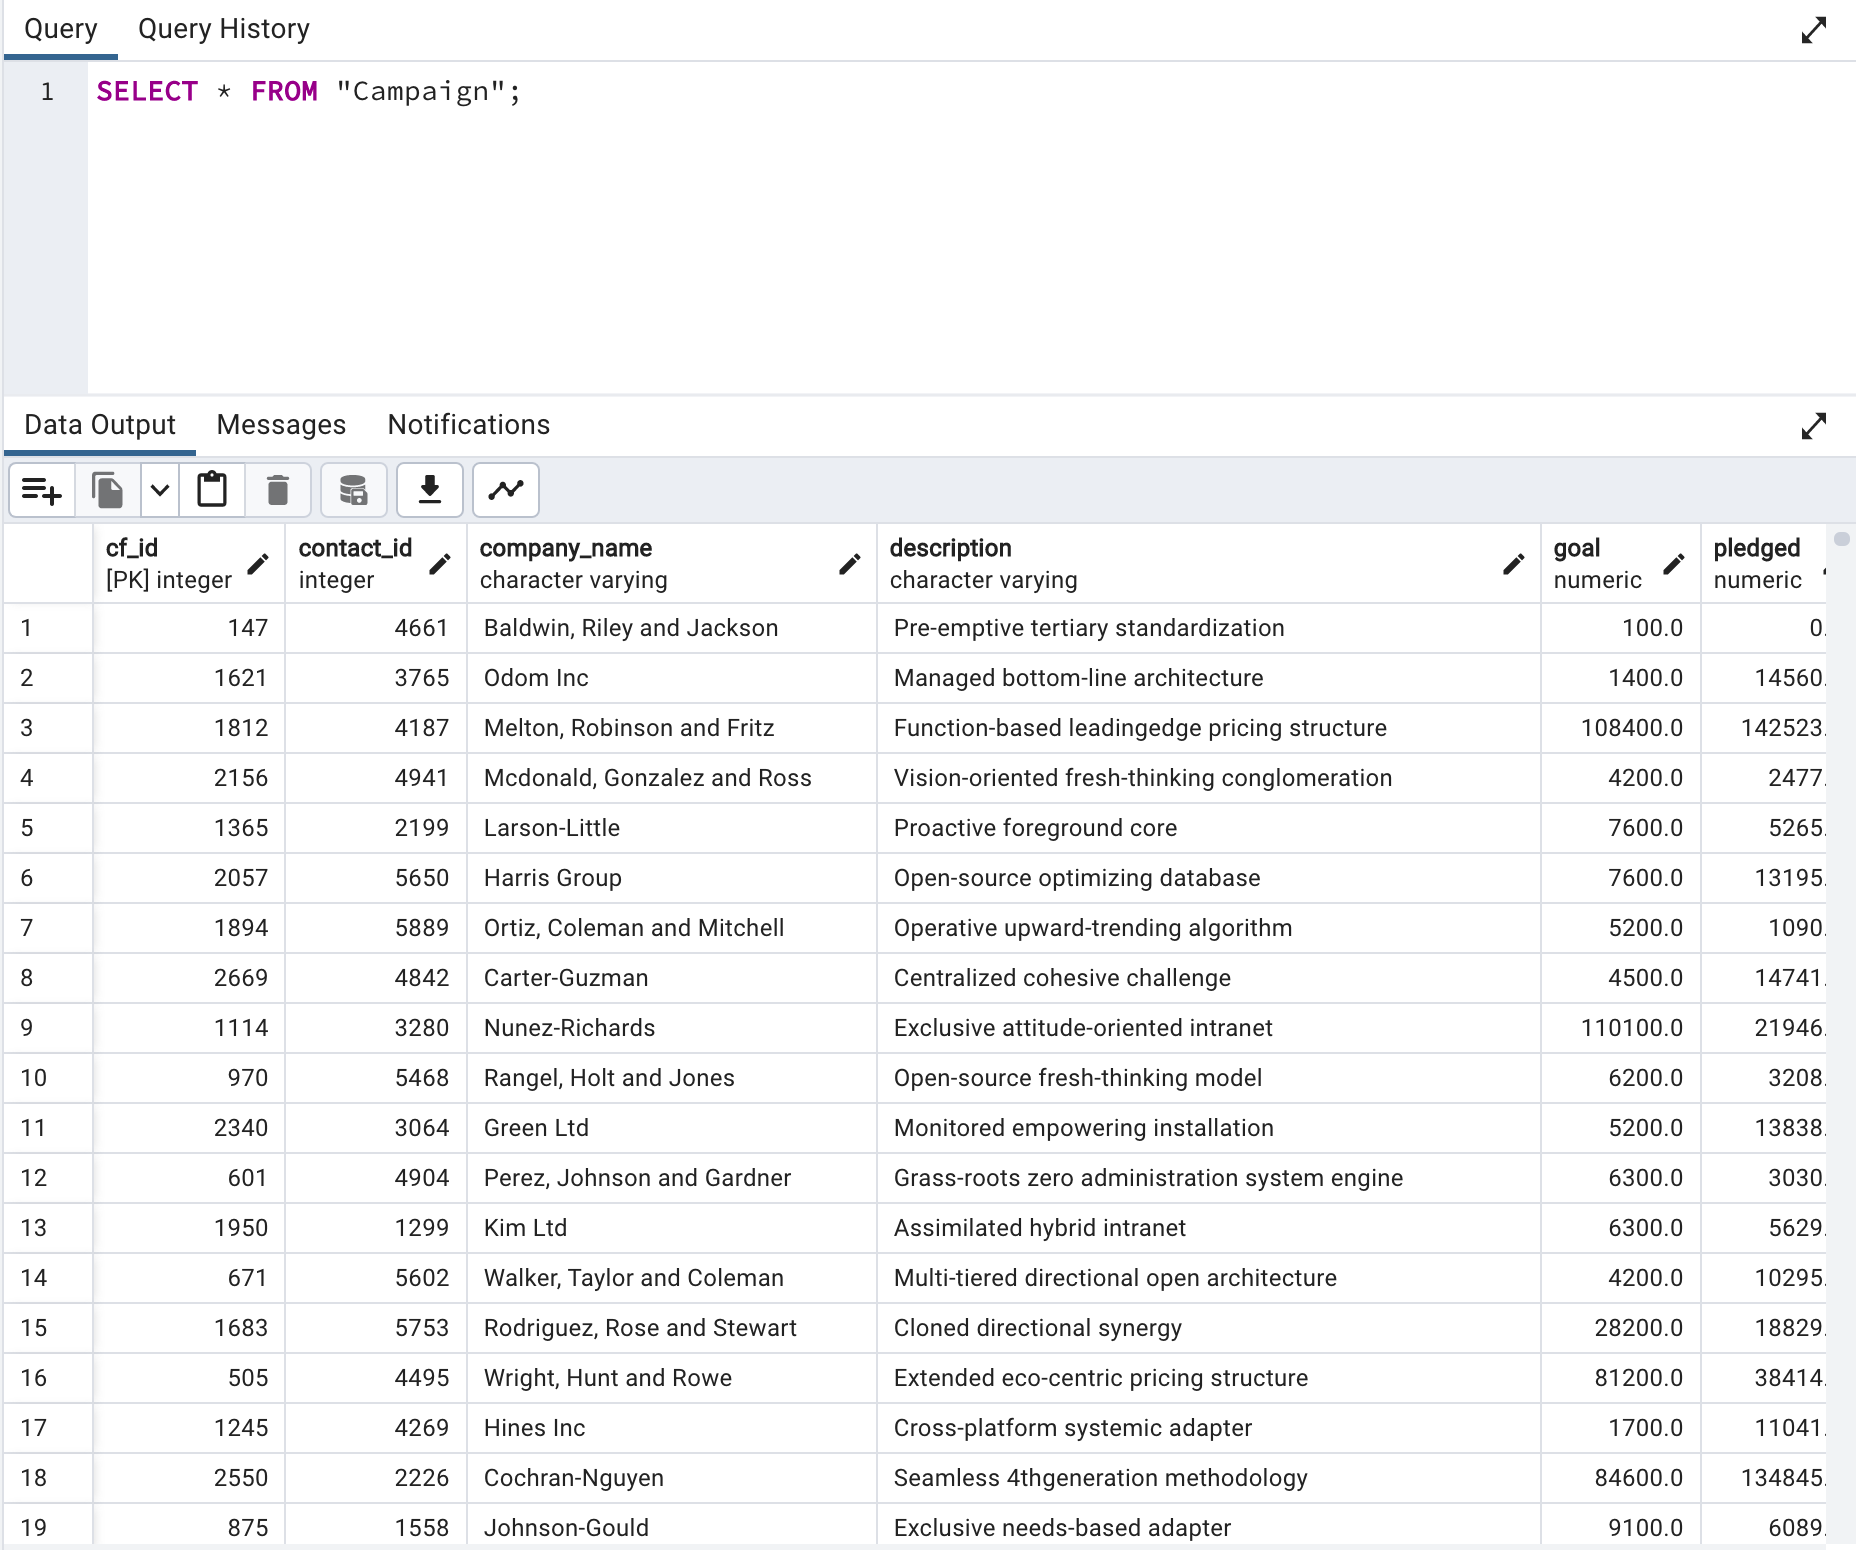 Query Query History
1 SELECT * FROM "Campaign";
Data Output Messages Notifications
cf_id contact_id company_name description goal pledged
[PK] integer integer character varying character varying numeric numeric
1 147 4661 Baldwin, Riley and Jackson Pre-emptive tertiary standardization 100.0 0.
2 1621 3765 Odom Inc Managed bottom-line architecture 1400.0 14560.
3 1812 4187 Melton, Robinson and Fritz Function-based leadingedge pricing structure 108400.0 142523.
4 2156 4941 Mcdonald, Gonzalez and Ross Vision-oriented fresh-thinking conglomeration 4200.0 2477.
5 1365 2199 Larson-Little Proactive foreground core 7600.0 5265.
6 2057 5650 Harris Group Open-source optimizing database 7600.0 13195.
7 1894 5889 Ortiz, Coleman and Mitchell Operative upward-trending algorithm 5200.0 1090.
8 2669 4842 Carter-Guzman Centralized cohesive challenge 4500.0 14741.
9 1114 3280 Nunez-Richards Exclusive attitude-oriented intranet 110100.0 21946.
10 970 5468 Rangel, Holt and Jones Open-source fresh-thinking model 6200.0 3208.
11 2340 3064 Green Ltd Monitored empowering installation 5200.0 13838.
12 601 4904 Perez, Johnson and Gardner Grass-roots zero administration system engine 6300.0 3030.
13 1950 1299 Kim Ltd Assimilated hybrid intranet 6300.0 5629.
14 671 5602 Walker, Taylor and Coleman Multi-tiered directional open architecture 4200.0 10295.
15 1683 5753 Rodriguez, Rose and Stewart Cloned directional synergy 28200.0 18829.
16 505 4495 Wright, Hunt and Rowe Extended eco-centric pricing structure 81200.0 38414.
17 1245 4269 Hines Inc Cross-platform systemic adapter 1700.0 11041.
18 2550 2226 Cochran-Nguyen Seamless 4thgeneration methodology 84600.0 134845.
19 875 1558 Johnson-Gould Exclusive needs-based adapter 9100.0 6089.